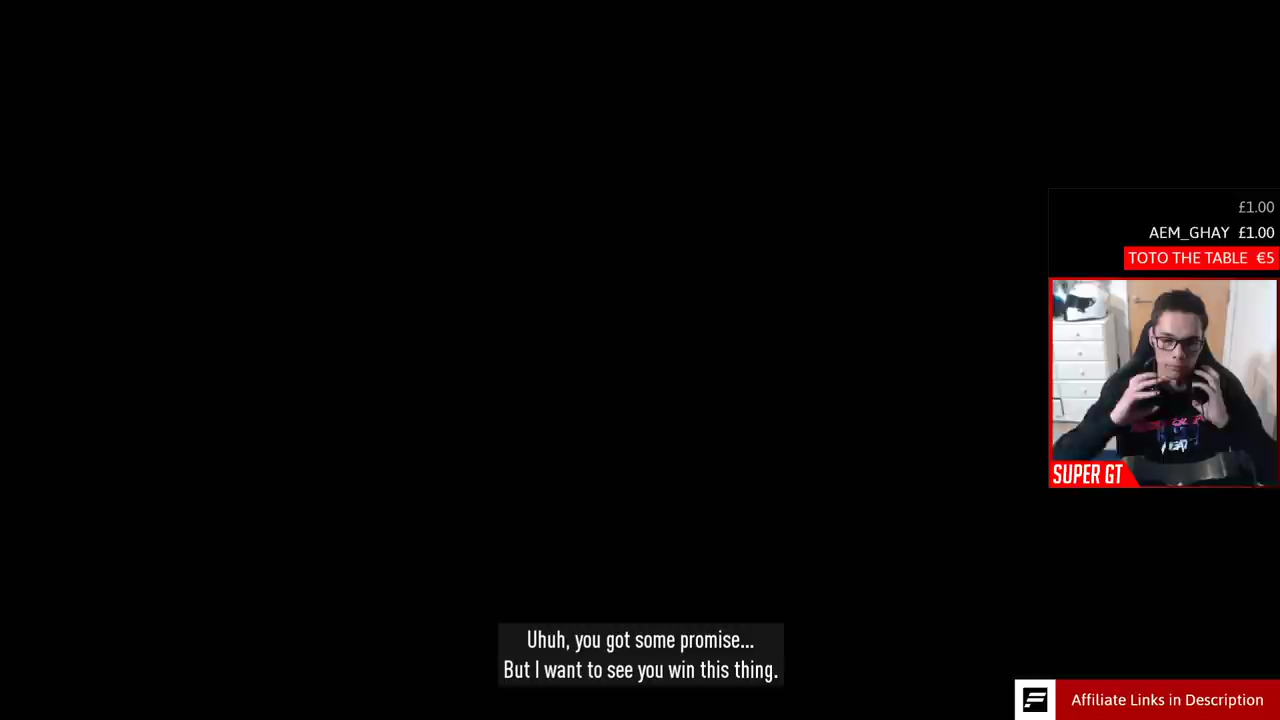 £1.00
AEM_GHAY £1.00
TOTO THE TABLE €5
SUPER GT
Uhuh, you got some promise...
But I want to see you win this thing.
Affiliate Links in Description